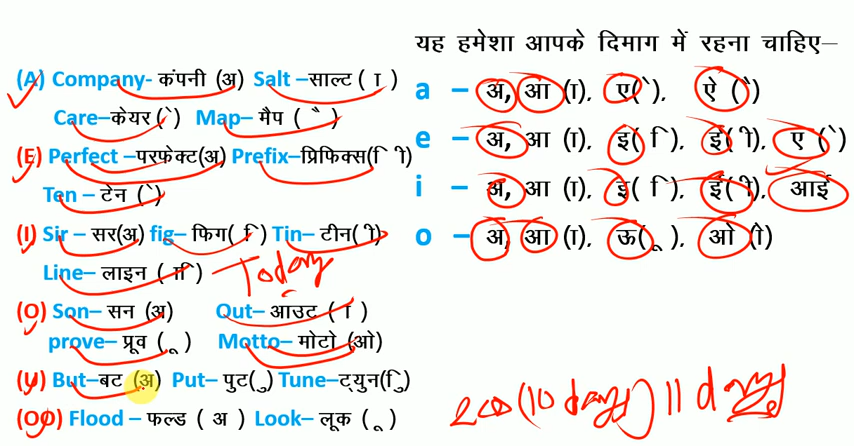 यह हमेशा आपके दिमाग में रहना चाहिए–
(A) Company- कंपनी (अ) Salt –साल्ट ( ा )
Care–केयर ( े ) Map– मैप ( ै )
(E) Perfect –परफेक्ट(अ) Prefix–प्रिफिक्स( ि ी)
Ten – टेन ( े )
(I) Sir – सर(अ) fig– फिग( ि ) Tin– टीन( ी)
Line– लाइन ( ा ि )
(O) Son– सन (अ) Out– आउट ( ा )
prove– प्रूव ( ू ) Motto– मोटो (ओ)
(U) But–बट (अ) Put– पुट( ु) Tune–ट्युन( ु)
(OO) Flood – फल्ड ( अ ) Look– लूक ( ू )
a – अ, आ (ा). ए( े). ऐ ( ै)
e – अ, आ (ा). इ( ि ). ई( ी). ए ( े)
i – अ, आ (ा). इ( ि ). ई( ी). आई
o – अ, आ (ा). ऊ( ू ). ओ( ो)
Today
(10 days) 11 days